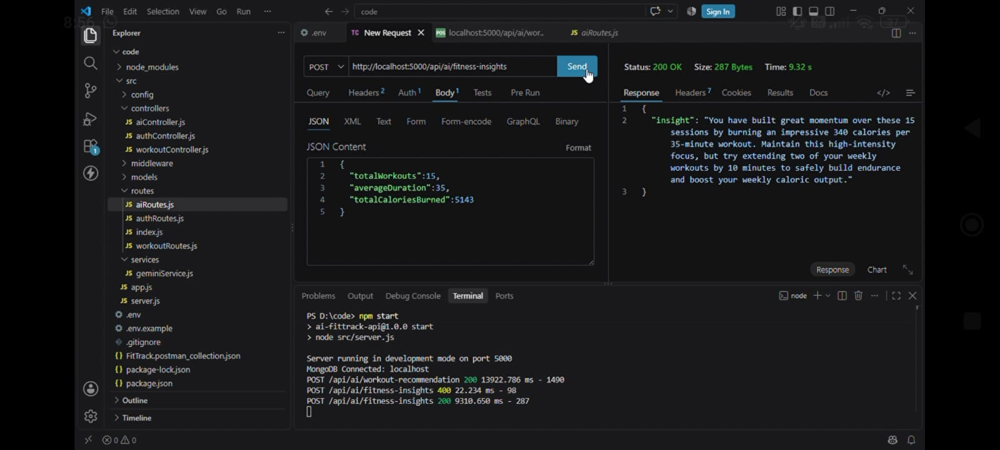 File Edit Selection View Go Run ...
code
Sign In
8:56
37
Explorer
code
node_modules
src
config
controllers
JS aiController.js
JS authController.js
JS workoutController.js
middleware
models
routes
JS aiRoutes.js
JS authRoutes.js
JS index.js
JS workoutRoutes.js
services
JS geminiService.js
JS app.js
JS server.js
.env
.env.example
.gitignore
{} FitTrack.postman_collection.json
{} package-lock.json
{} package.json
Outline
Timeline
1
0 0
.env
TC New Request
POS localhost:5000/api/ai/wor..
JS aiRoutes.js
POST http://localhost:5000/api/ai/fitness-insights Send
Query Headers 2 Auth 1 Body 1 Tests Pre Run
JSON XML Text Form Form-encode GraphQL Binary
JSON Content Format
1 {
2 "totalWorkouts":15,
3 "averageDuration":35,
4 "totalCaloriesBurned":5143
5 }
Status: 200 OK Size: 287 Bytes Time: 9.32 s
Response Headers 7 Cookies Results Docs </>
1 {
2 "insight": "You have built great momentum over these 15
sessions by burning an impressive 340 calories per
35-minute workout. Maintain this high-intensity
focus, but try extending two of your weekly
workouts by 10 minutes to safely build endurance
and boost your weekly caloric output."
3 }
Response Chart
Problems Output Debug Console Terminal Ports
node
PS D:\code> npm start
> ai-fittrack-api@1.0.0 start
> node src/server.js
Server running in development mode on port 5000
MongoDB Connected: localhost
POST /api/ai/workout-recommendation 200 13922.786 ms - 1490
POST /api/ai/fitness-insights 400 22.234 ms - 98
POST /api/ai/fitness-insights 200 9310.650 ms - 287